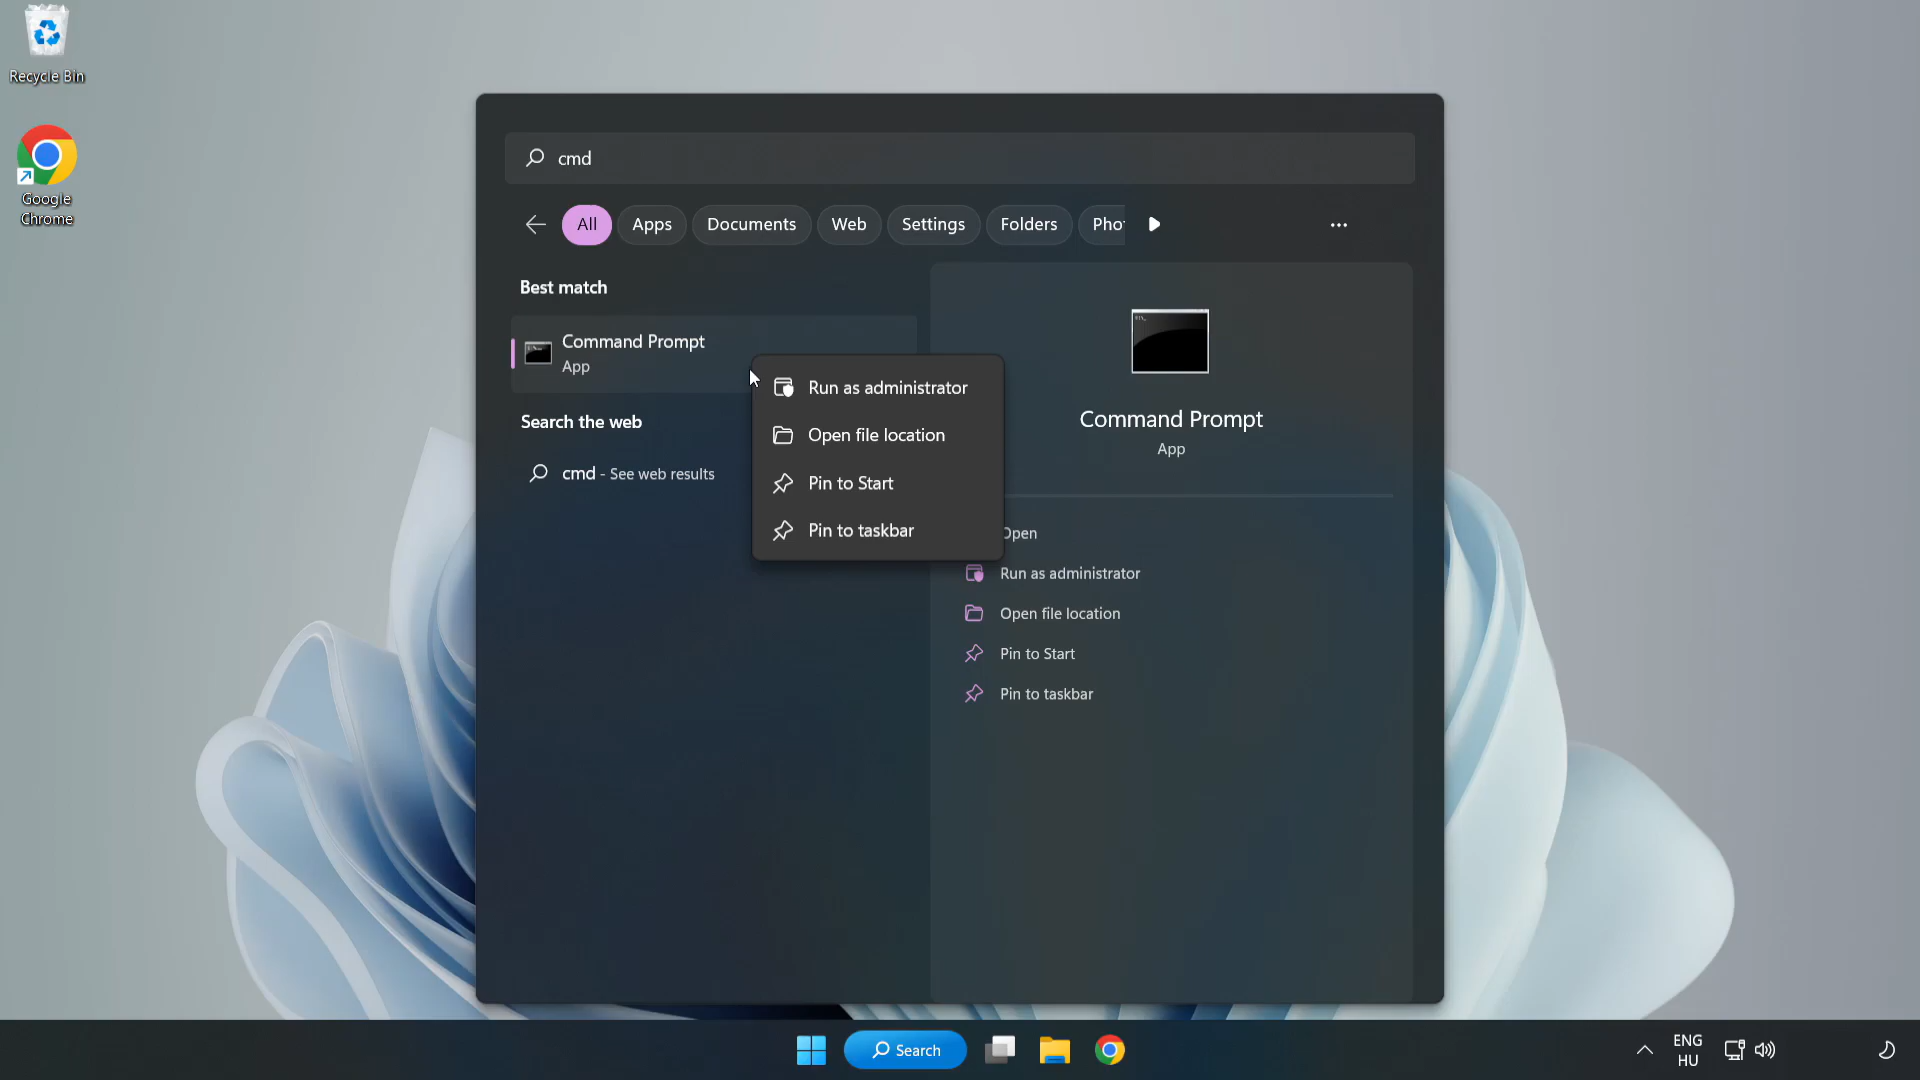 Recycle Bin
Google
Chrome
cmd
All
Apps
Documents
Web
Settings
Folders
Pho
Best match
Command Prompt
App
Search the web
cmd - See web results
Run as administrator
Open file location
Pin to Start
Pin to taskbar
Command Prompt
App
Open
Run as administrator
Open file location
Pin to Start
Pin to taskbar
Search
ENG
HU